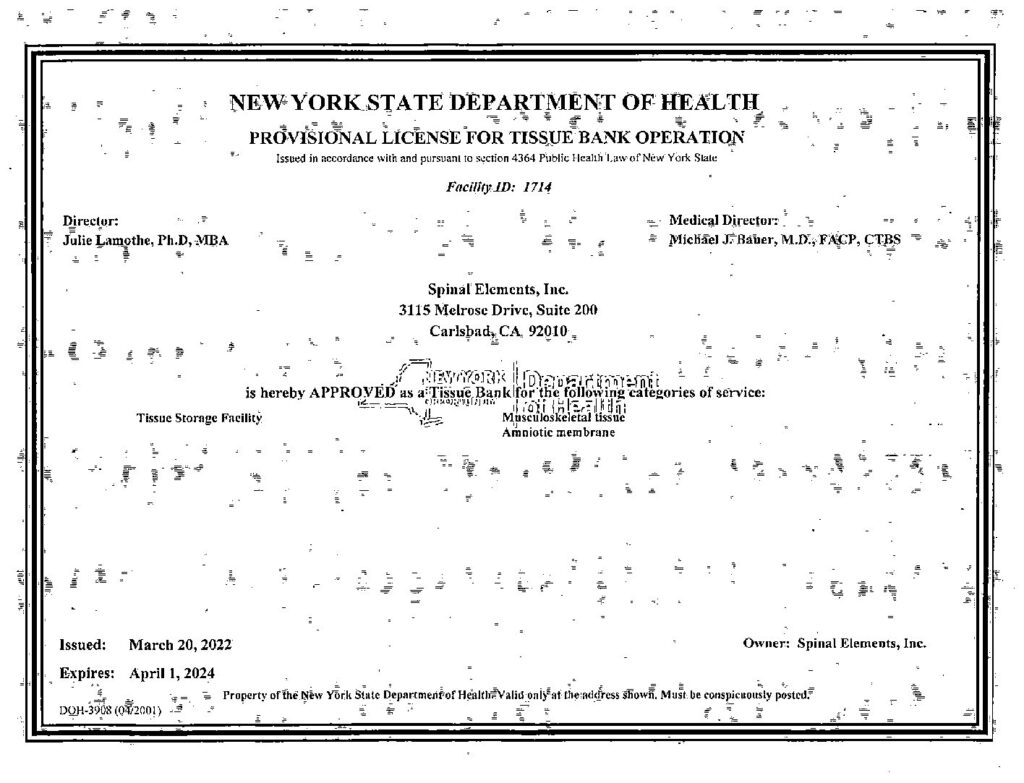 NEW YORK STATE DEPARTMENT OF HEALTH
PROVISIONAL LICENSE FOR TISSUE BANK OPERATION
Issued in accordance with and pursuant to section 4364 Public Health Law of New York State
Facility ID: 1714
Director:
Julie Lamothe, Ph.D, MBA
Medical Director:
Michael J. Bauer, M.D., FACP, CTBS
Spinal Elements, Inc.
3115 Melrose Drive, Suite 200
Carlsbad, CA 92010
NEW YORK Department
is hereby APPROVED as a Tissue Bank for the following categories of service:
of Health
Tissue Storage Facility
Musculoskeletal tissue
Amniotic membrane
Issued: March 20, 2022
Owner: Spinal Elements, Inc.
Expires: April 1, 2024
Property of the New York State Department of Health. Valid only at the address shown. Must be conspicuously posted.
DOH-3908 (04/2001)